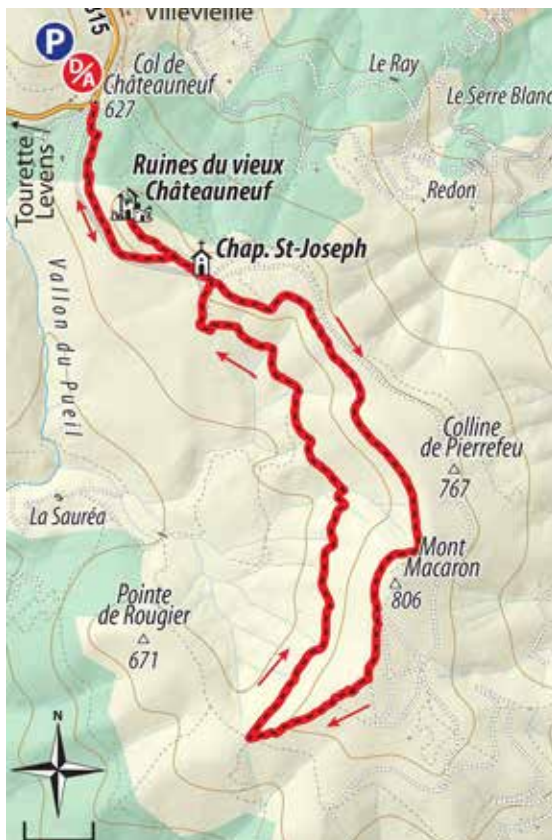 315
Villevieille
P
D/A
Col de
Châteauneuf
627
Le Ray
Le Serre Blanc
Tourette
Levens
Ruines du vieux
Châteauneuf
Redon
Chap. St-Joseph
Vallon du Pueil
Colline
de Pierrefeu
767
La Sauréa
Mont
Macaron
806
Pointe
de Rougier
671
N